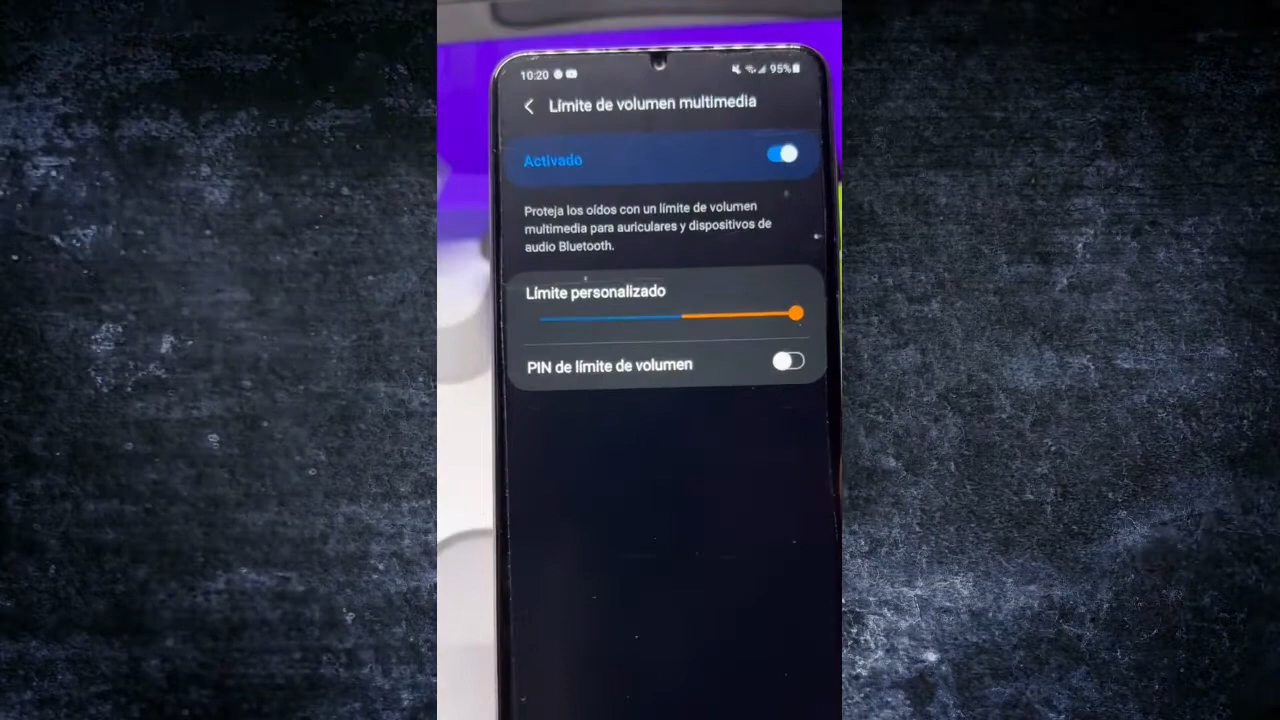 10:20
95%
Límite de volumen multimedia
Activado
Proteja los oídos con un límite de volumen
multimedia para auriculares y dispositivos de
audio Bluetooth.
Límite personalizado
PIN de límite de volumen